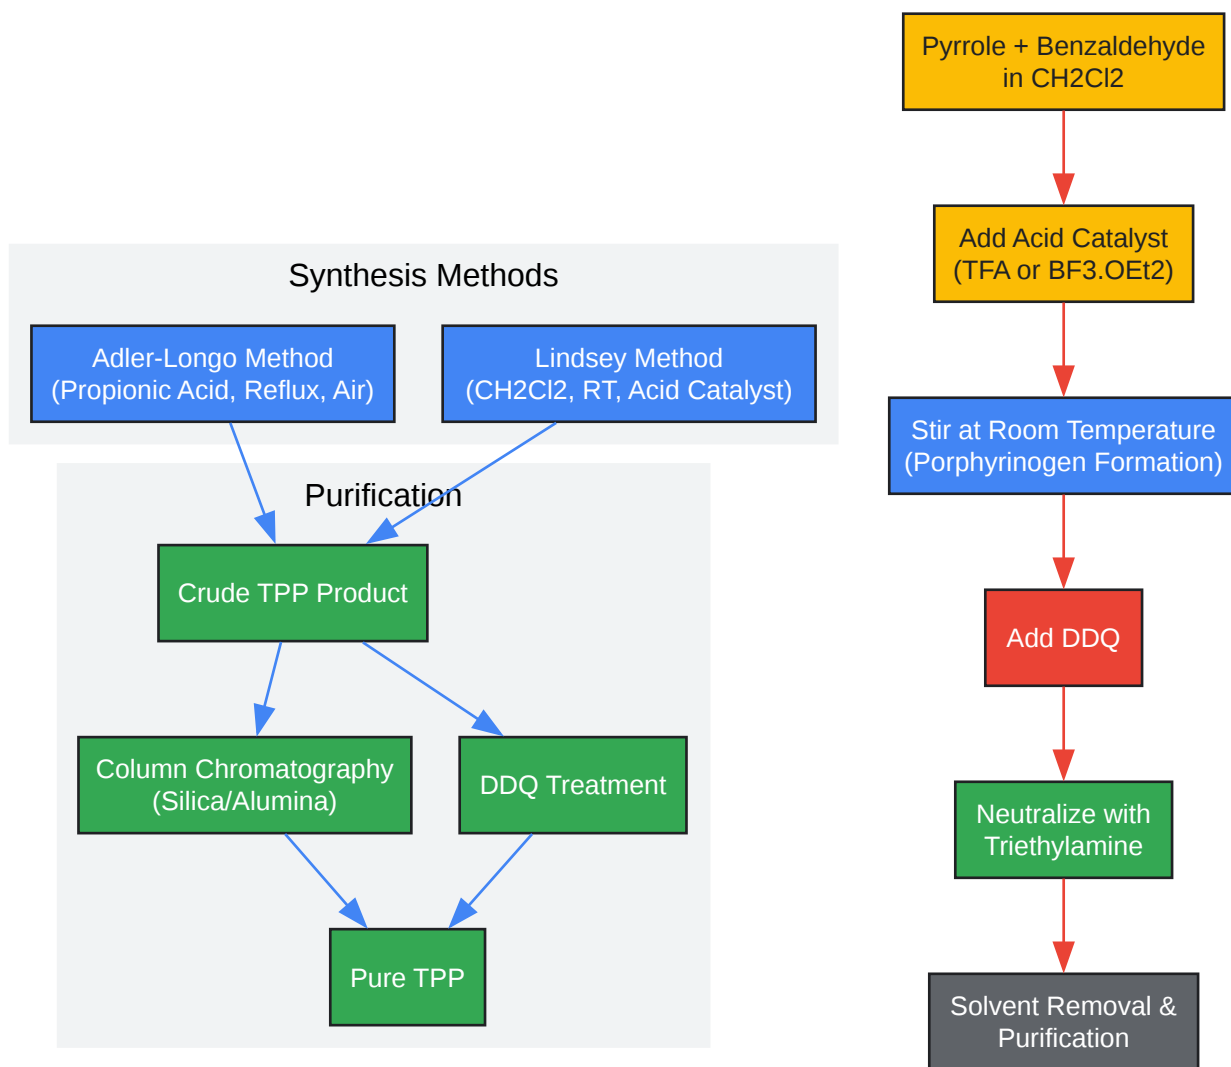 Synthesis Methods
Adler-Longo Method
(Propionic Acid, Reflux, Air)
Lindsey Method
(CH2Cl2, RT, Acid Catalyst)
Purification
Crude TPP Product
Column Chromatography
(Silica/Alumina)
DDQ Treatment
Pure TPP
Pyrrole + Benzaldehyde
in CH2Cl2
Add Acid Catalyst
(TFA or BF3.OEt2)
Stir at Room Temperature
(Porphyrinogen Formation)
Add DDQ
Neutralize with
Triethylamine
Solvent Removal &
Purification